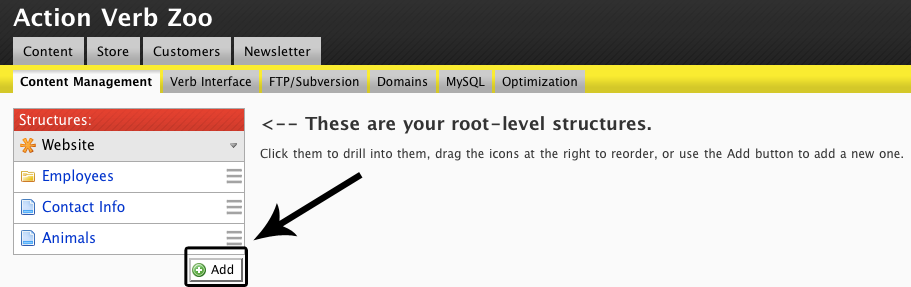 Action Verb Zoo
Content Store Customers Newsletter
Content Management Verb Interface FTP/Subversion Domains MySQL Optimization
Structures:
Website
Employees
Contact Info
Animals
Add
<-- These are your root-level structures.
Click them to drill into them, drag the icons at the right to reorder, or use the Add button to add a new one.